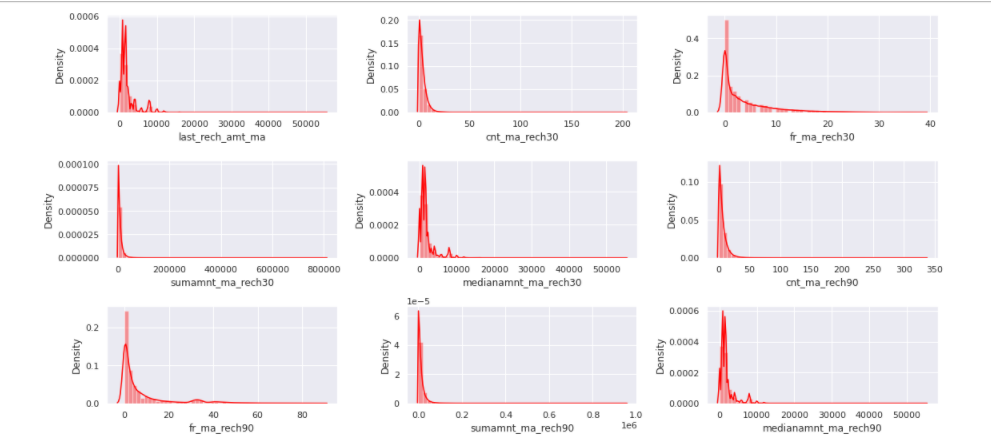 0.0006
0.0004
0.0002
0.0000
Density
0 10000 20000 30000 40000 50000
last_rech_amt_ma
0.20
0.15
0.10
0.05
0.00
Density
0 50 100 150 200
cnt_ma_rech30
0.4
0.2
0.0
Density
0 10 20 30 40
fr_ma_rech30
0.000100
0.000075
0.000050
0.000025
0.000000
Density
0 200000 400000 600000 800000
sumamnt_ma_rech30
0.0004
0.0002
0.0000
Density
0 10000 20000 30000 40000 50000
medianamnt_ma_rech30
0.10
0.05
0.00
Density
0 50 100 150 200 250 300 350
cnt_ma_rech90
0.2
0.1
0.0
Density
0 20 40 60 80
fr_ma_rech90
1e−5
6
4
2
0
Density
0.0 0.2 0.4 0.6 0.8 1.0
1e6
sumamnt_ma_rech90
0.0006
0.0004
0.0002
0.0000
Density
0 10000 20000 30000 40000 50000
medianamnt_ma_rech90